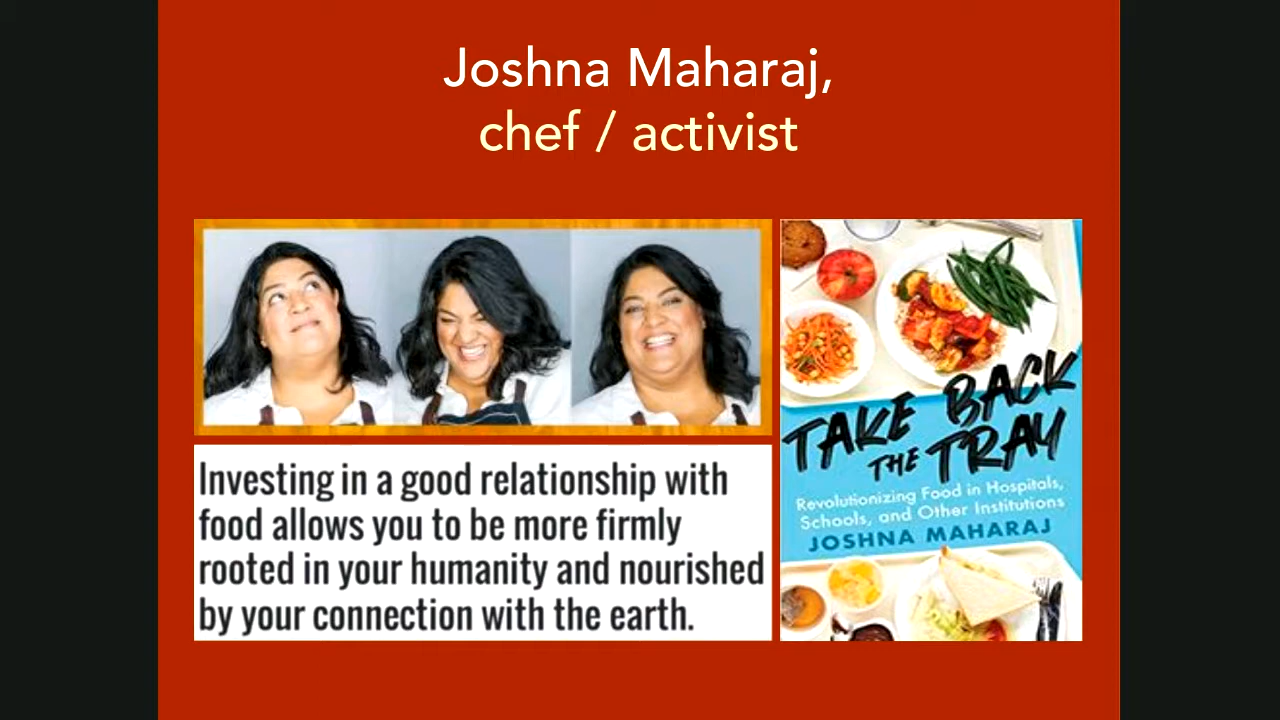 Joshna Maharaj,
chef / activist
Investing in a good relationship with
food allows you to be more firmly
rooted in your humanity and nourished
by your connection with the earth.
TAKE BACK
THE TRAY
Revolutionizing Food in Hospitals,
Schools, and Other Institutions
JOSHNA MAHARAJ